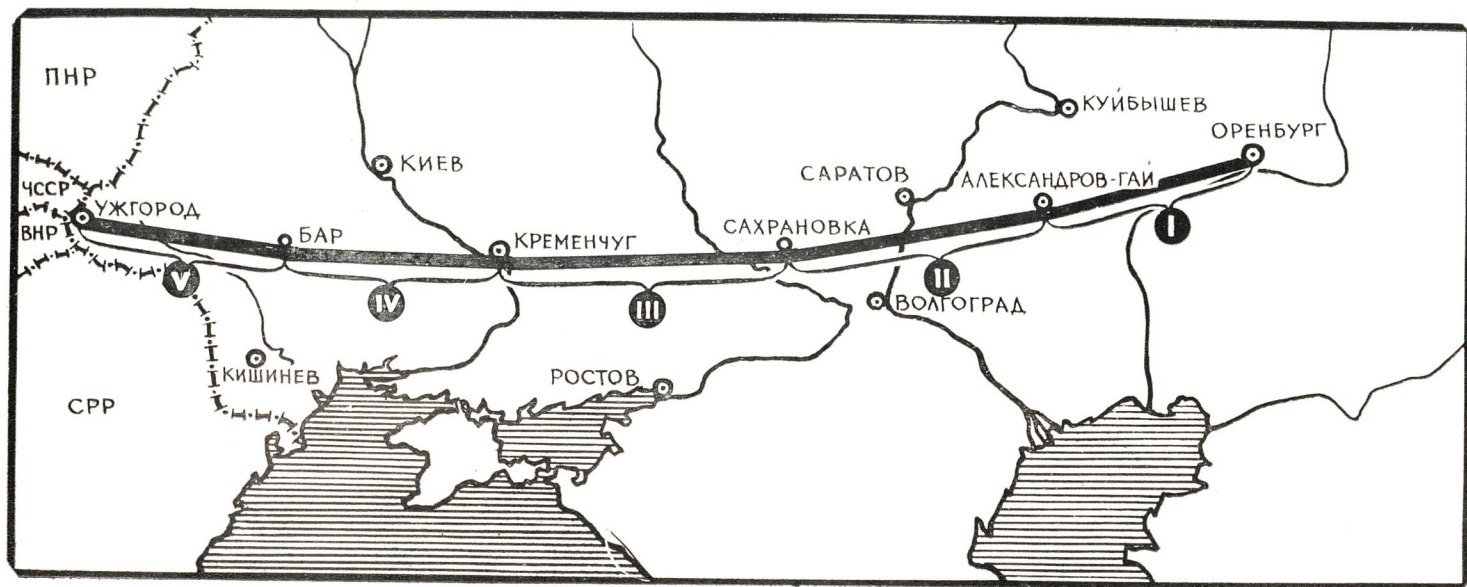 ПНР
КУЙБЫШЕВ
ОРЕНБУРГ
КИЕВ
САРАТОВ
АЛЕКСАНДРОВ-ГАЙ
ЧССР
УЖГОРОД
ВНР
БАР
КРЕМЕНЧУГ
САХРАНОВКА
I
II
V
IV
III
ВОЛГОГРАД
КИШИНЕВ
РОСТОВ
СРР